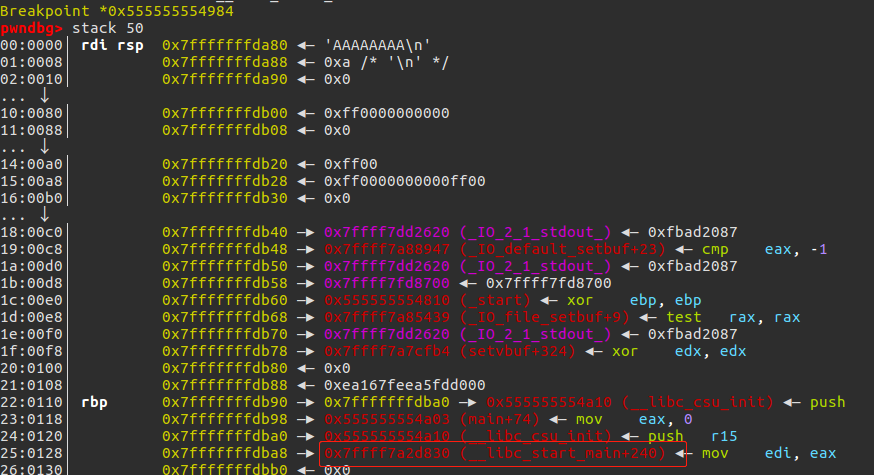 Breakpoint *0x555555554984
pwndbg> stack 50
00:0000│ rdi rsp 0x7fffffffda80 ◂— 'AAAAAAAA\n'
01:0008│ 0x7fffffffda88 ◂— 0xa /* '\n' */
02:0010│ 0x7fffffffda90 ◂— 0x0
... ↓
10:0080│ 0x7fffffffdb00 ◂— 0xff0000000000
11:0088│ 0x7fffffffdb08 ◂— 0x0
... ↓
14:00a0│ 0x7fffffffdb20 ◂— 0xff00
15:00a8│ 0x7fffffffdb28 ◂— 0xff0000000000ff00
16:00b0│ 0x7fffffffdb30 ◂— 0x0
... ↓
18:00c0│ 0x7fffffffdb40 —▸ 0x7ffff7dd2620 (_IO_2_1_stdout_) ◂— 0xfbad2087
19:00c8│ 0x7fffffffdb48 —▸ 0x7ffff7a88947 (_IO_default_setbuf+23) ◂— cmp eax, -1
1a:00d0│ 0x7fffffffdb50 —▸ 0x7ffff7dd2620 (_IO_2_1_stdout_) ◂— 0xfbad2087
1b:00d8│ 0x7fffffffdb58 —▸ 0x7ffff7fd8700 ◂— 0x7ffff7fd8700
1c:00e0│ 0x7fffffffdb60 —▸ 0x555555554810 (_start) ◂— xor ebp, ebp
1d:00e8│ 0x7fffffffdb68 —▸ 0x7ffff7a85439 (_IO_file_setbuf+9) ◂— test rax, rax
1e:00f0│ 0x7fffffffdb70 —▸ 0x7ffff7dd2620 (_IO_2_1_stdout_) ◂— 0xfbad2087
1f:00f8│ 0x7fffffffdb78 —▸ 0x7ffff7a7cfb4 (setvbuf+324) ◂— xor edx, edx
20:0100│ 0x7fffffffdb80 ◂— 0x0
21:0108│ 0x7fffffffdb88 ◂— 0xea167feea5fdd000
22:0110│ rbp 0x7fffffffdb90 —▸ 0x7fffffffdba0 —▸ 0x555555554a10 (__libc_csu_init) ◂— push
23:0118│ 0x7fffffffdb98 —▸ 0x555555554a03 (main+74) ◂— mov eax, 0
24:0120│ 0x7fffffffdba0 —▸ 0x555555554a10 (__libc_csu_init) ◂— push r15
25:0128│ 0x7fffffffdba8 —▸ 0x7ffff7a2d830 (__libc_start_main+240) ◂— mov edi, eax
26:0130│ 0x7fffffffdbb0 ◂— 0x0